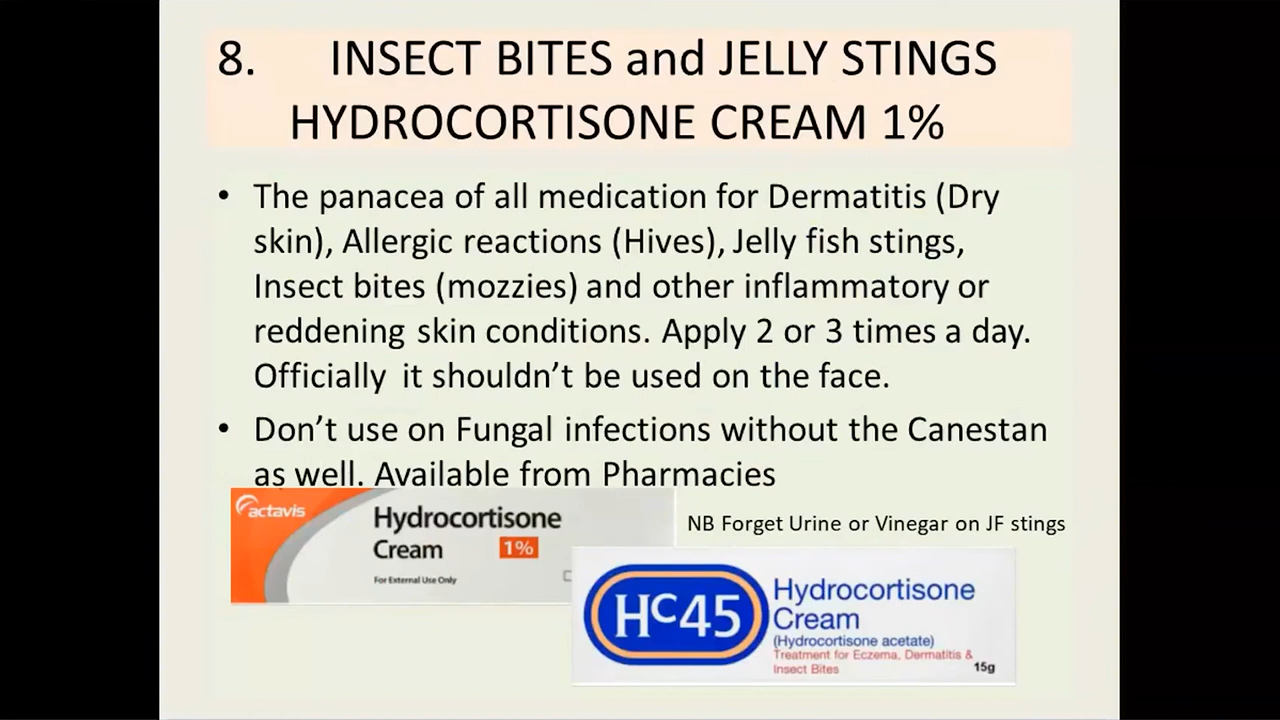 8. INSECT BITES and JELLY STINGS
HYDROCORTISONE CREAM 1%
• The panacea of all medication for Dermatitis (Dry
skin), Allergic reactions (Hives), Jelly fish stings,
Insect bites (mozzies) and other inflammatory or
reddening skin conditions. Apply 2 or 3 times a day.
Officially it shouldn't be used on the face.
• Don't use on Fungal infections without the Canestan
as well. Available from Pharmacies
NB Forget Urine or Vinegar on JF stings
actavis
Hydrocortisone
Cream 1%
For External Use Only
Hc45
Hydrocortisone
Cream
(Hydrocortisone acetate)
Treatment for Eczema, Dermatitis &
Insect Bites
15g